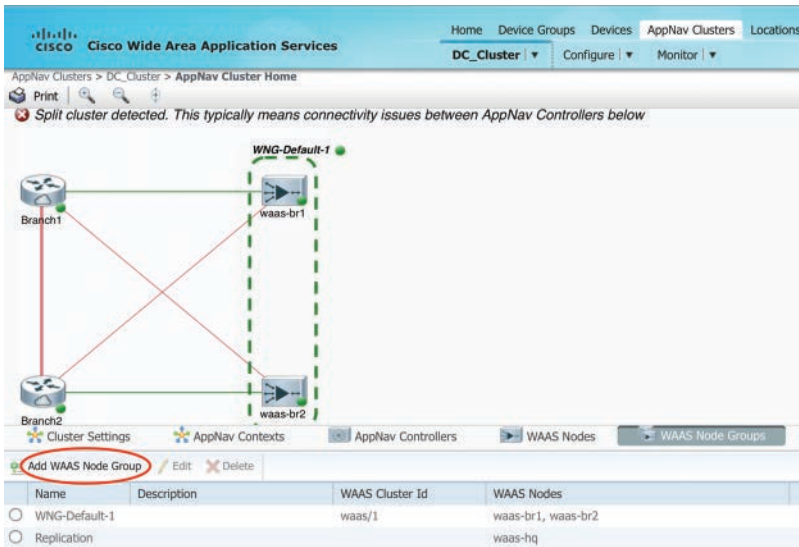 Home Device Groups Devices AppNav Clusters Locations
CISCO Cisco Wide Area Application Services
DC_Cluster Configure Monitor
AppNav Clusters > DC_Cluster > AppNav Cluster Home
Print
Split cluster detected. This typically means connectivity issues between AppNav Controllers below
WNG-Default-1
Branch1
waas-br1
Branch2
waas-br2
Cluster Settings AppNav Contexts AppNav Controllers WAAS Nodes WAAS Node Groups
Add WAAS Node Group Edit Delete
Name Description WAAS Cluster Id WAAS Nodes
WNG-Default-1 waas/1 waas-br1, waas-br2
Replication waas-hq